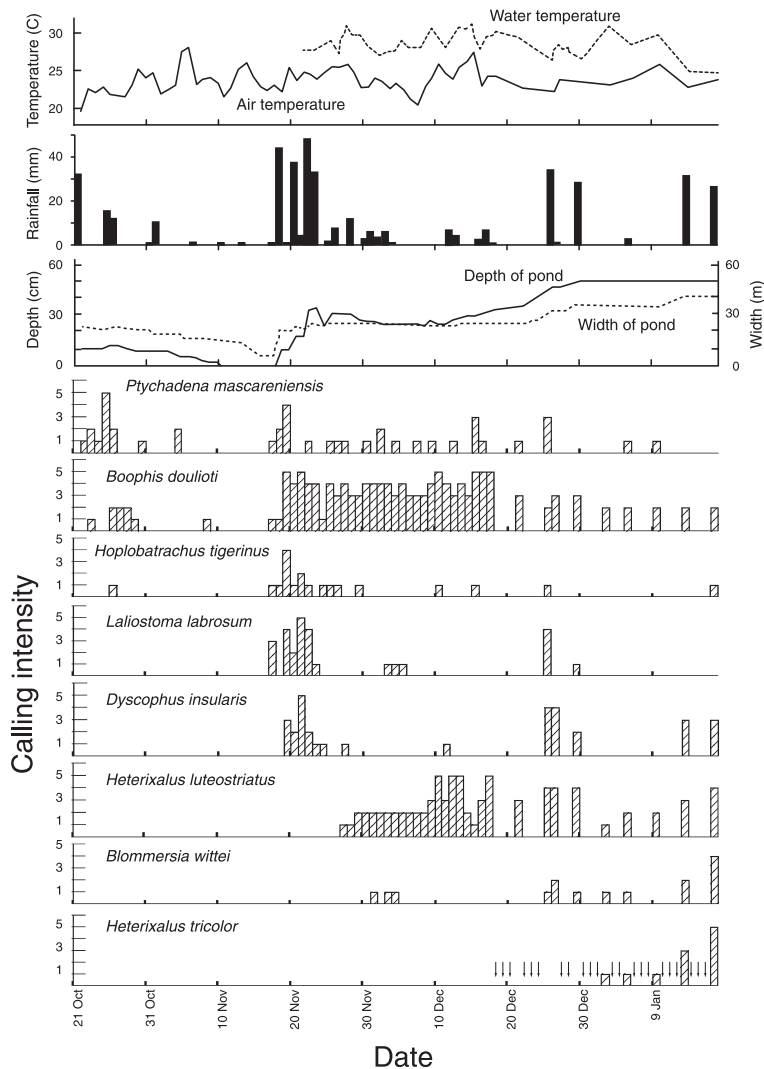 Water temperature
Temperature (C)
30
25
20
Air temperature
Rainfall (mm)
40
20
0
Depth (cm)
60
30
0
Depth of pond
Width of pond
60
30
0
Width (m)
Calling intensity
Ptychadena mascareniensis
5
3
1
Boophis doulioti
5
3
1
Hoplobatrachus tigerinus
5
3
1
Laliostoma labrosum
5
3
1
Dyscophus insularis
5
3
1
Heterixalus luteostriatus
5
3
1
Blommersia wittei
5
3
1
Heterixalus tricolor
5
3
1
21 Oct
31 Oct
10 Nov
20 Nov
30 Nov
10 Dec
20 Dec
30 Dec
9 Jan
Date